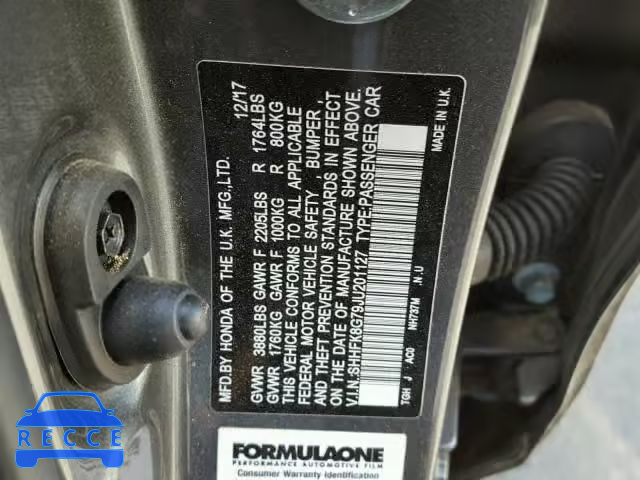 MFD.BY HONDA OF THE U.K. MFG.,LTD. 12/17
GVWR 3880LBS GAWR F 2205LBS R 1764LBS
GVWR 1760KG GAWR F 1000KG R 800KG
THIS VEHICLE CONFORMS TO ALL APPLICABLE
FEDERAL MOTOR VEHICLE SAFETY , BUMPER ,
AND THEFT PREVENTION STANDARDS IN EFFECT
ON THE DATE OF MANUFACTURE SHOWN ABOVE.
V.I.N.:SHHFK8G79JU201127 TYPE:PASSENGER CAR
TGH J AC0 NH737M .N.U MADE IN U.K.
FORMULAONE
PERFORMANCE AUTOMOTIVE FILM
Consumer Warranty Identification